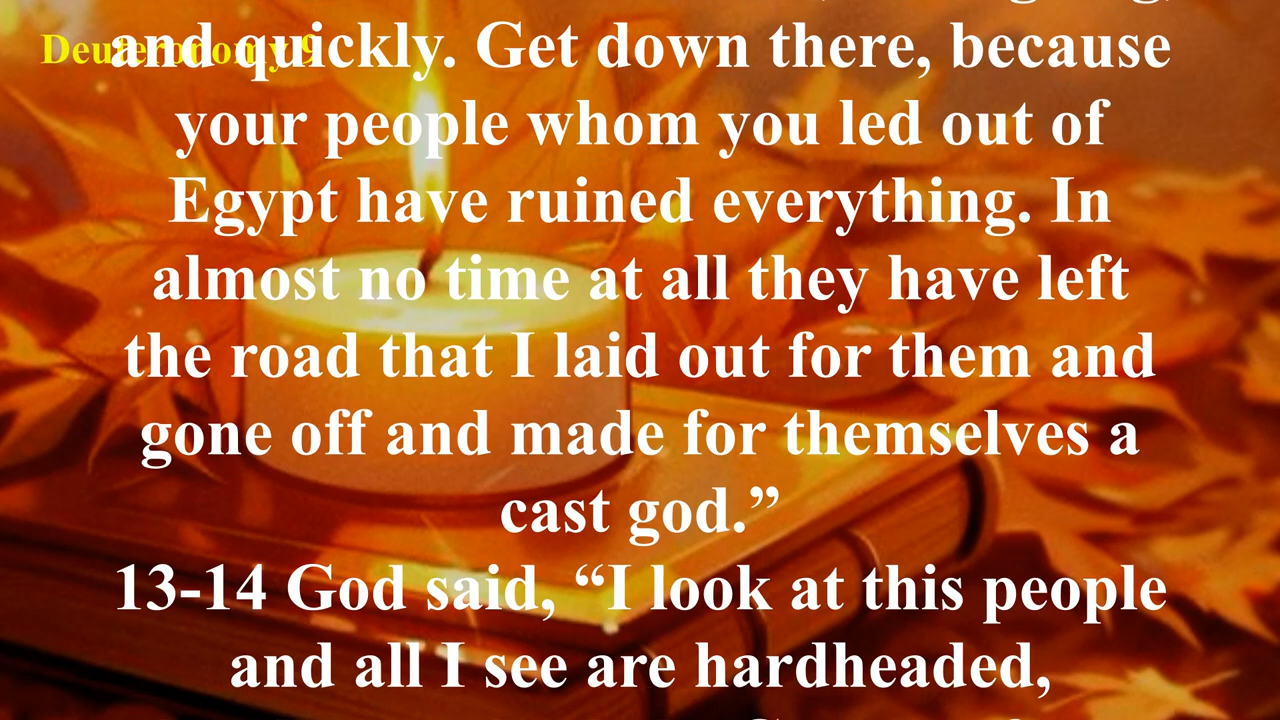 Deuteronomy 9
and quickly. Get down there, because
your people whom you led out of
Egypt have ruined everything. In
almost no time at all they have left
the road that I laid out for them and
gone off and made for themselves a
cast god.”
13-14 God said, “I look at this people
and all I see are hardheaded,